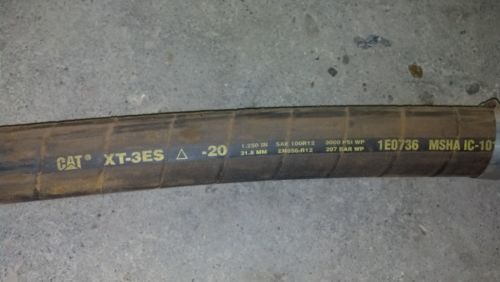 CAT® XT-3ES △ -20 1.250 IN SAE 100R12 3000 PSI WP 1E0736 MSHA IC-10
31.8 MM EN856-R12 207 BAR WP